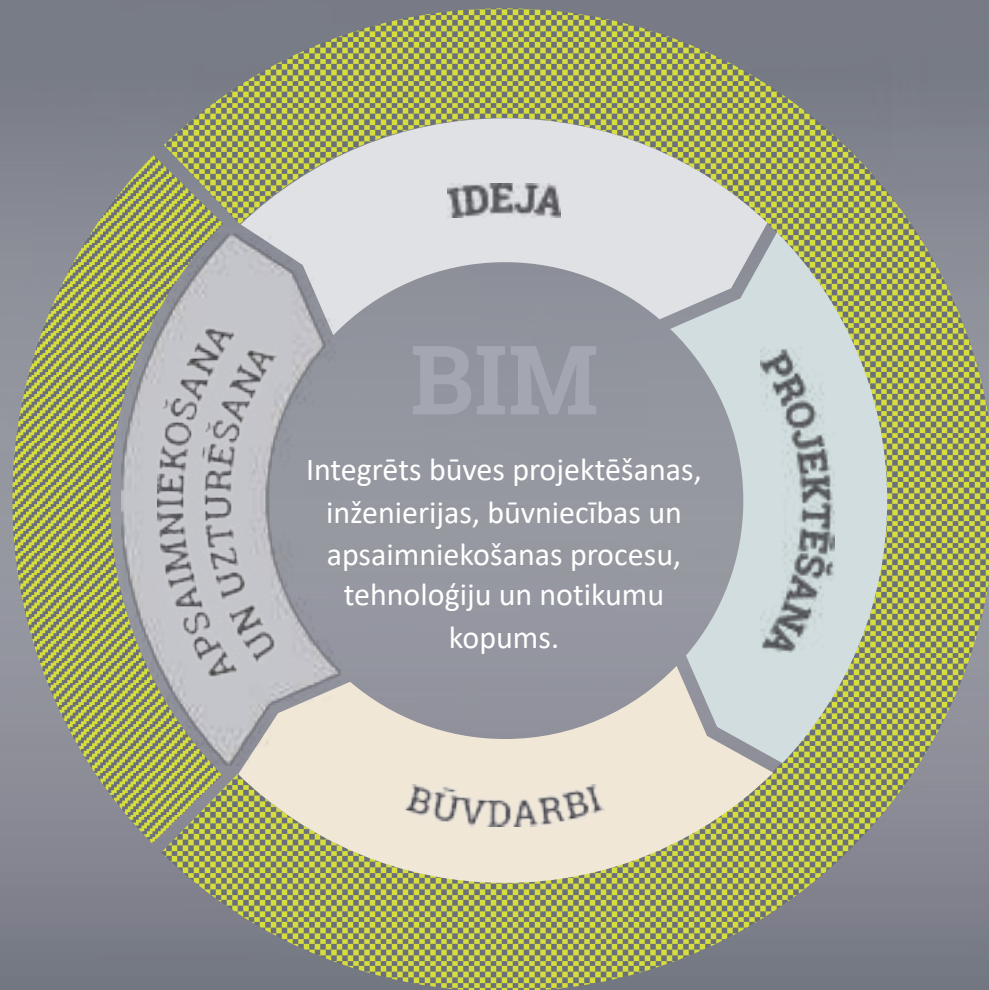 IDEJA
PROJEKTĒŠANA
BŪVDARBI
APSAIMNIEKOŠANA
UN UZTURĒŠANA
BIM
Integrēts būves projektēšanas,
inženierijas, būvniecības un
apsaimniekošanas procesu,
tehnoloģiju un notikumu
kopums.